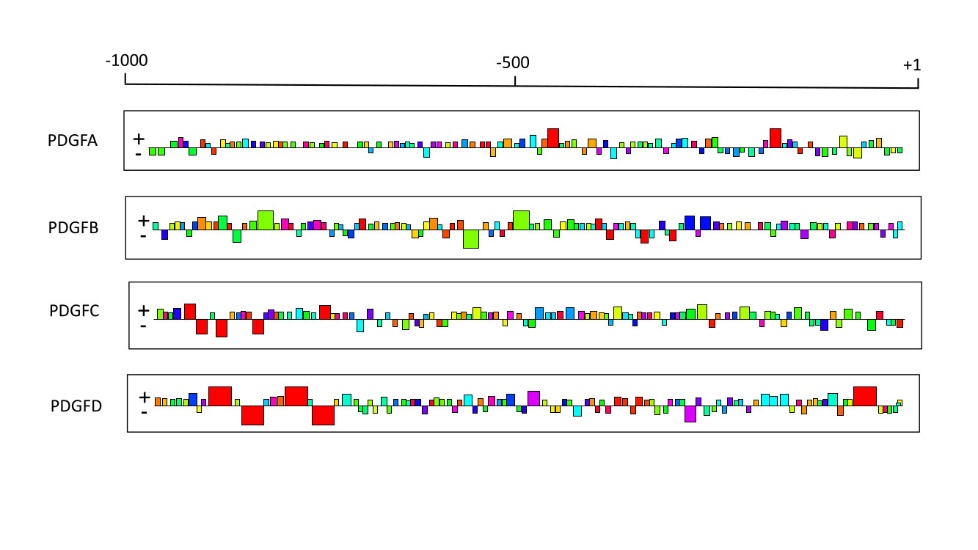 -1000 -500 +1
PDGFA + -
PDGFB + -
PDGFC + -
PDGFD + -